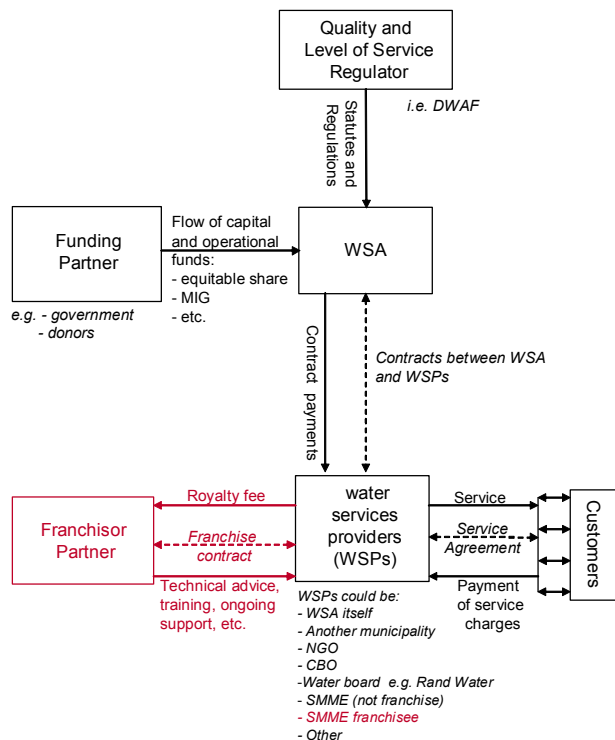 Quality and
Level of Service
Regulator
i.e. DWAF
Statutes and
Regulations
Funding
Partner
e.g. - government
- donors
Flow of capital
and operational
funds:
- equitable share
- MIG
- etc.
WSA
Contract payments
Contracts between WSA
and WSPs
Franchisor
Partner
Royalty fee
Franchise
contract
Technical advice,
training, ongoing
support, etc.
water
services
providers
(WSPs)
Service
Service
Agreement
Payment
of service
charges
Customers
WSPs could be:
- WSA itself
- Another municipality
- NGO
- CBO
-Water board e.g. Rand Water
- SMME (not franchise)
- SMME franchisee
- Other